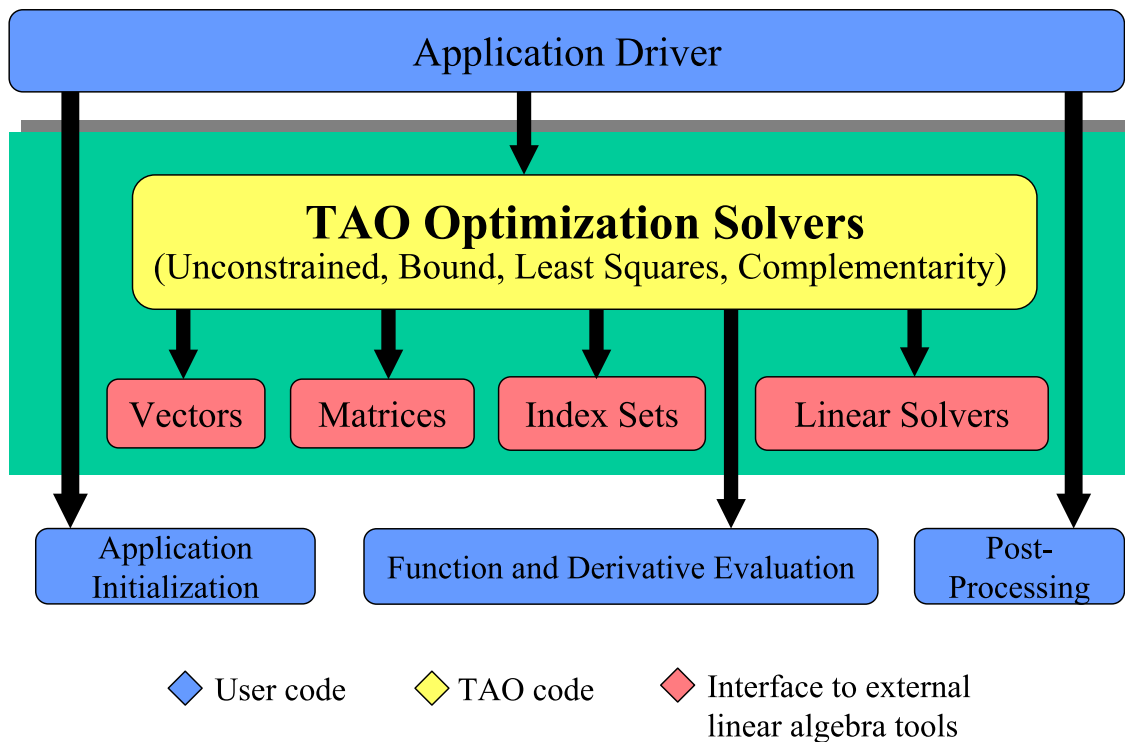 Application Driver
TAO Optimization Solvers
(Unconstrained, Bound, Least Squares, Complementarity)
Vectors
Matrices
Index Sets
Linear Solvers
Application
Initialization
Function and Derivative Evaluation
Post-
Processing
User code
TAO code
Interface to external
linear algebra tools